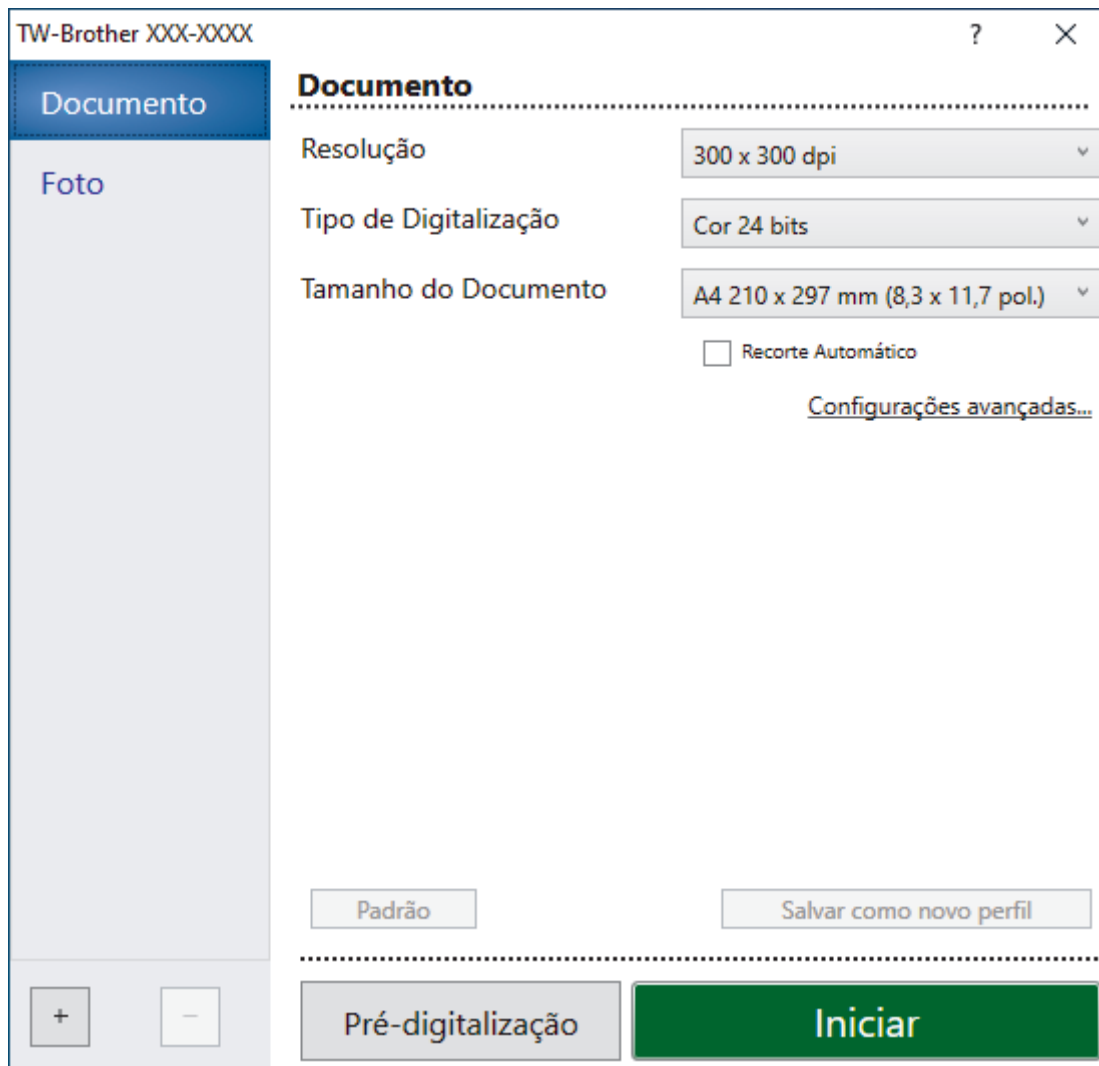 TW-Brother XXX-XXXX
?
Documento
Foto
Documento
Resolução
300 x 300 dpi
Tipo de Digitalização
Cor 24 bits
Tamanho do Documento
A4 210 x 297 mm (8,3 x 11,7 pol.)
Recorte Automático
Configurações avançadas...
Padrão
Salvar como novo perfil
+
−
Pré-digitalização
Iniciar